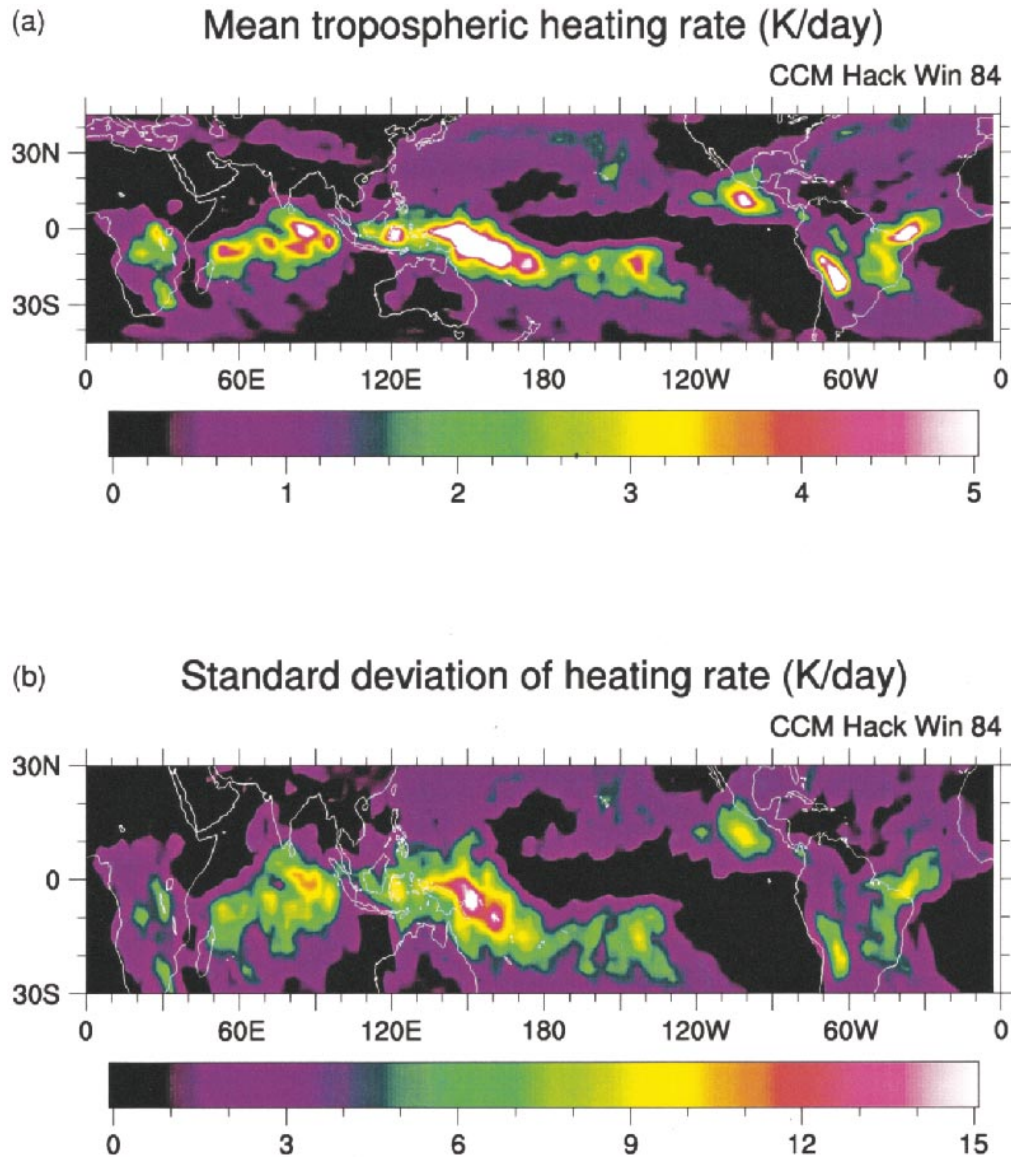 (a) Mean tropospheric heating rate (K/day)
CCM Hack Win 84
30N
0
30S
0 60E 120E 180 120W 60W 0
0 1 2 3 4 5
(b) Standard deviation of heating rate (K/day)
CCM Hack Win 84
30N
0
30S
0 60E 120E 180 120W 60W 0
0 3 6 9 12 15